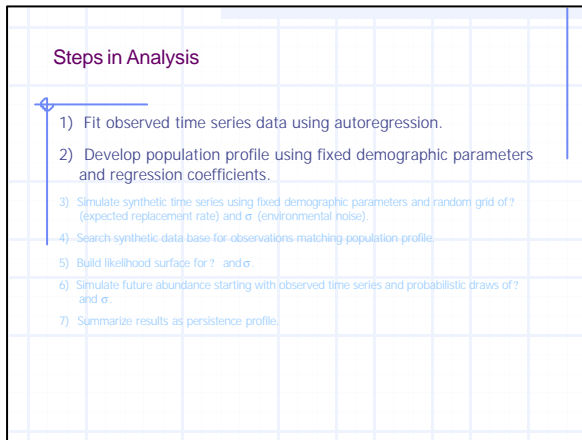 Steps in Analysis
1) Fit observed time series data using autoregression.
2) Develop population profile using fixed demographic parameters
and regression coefficients.
3) Simulate synthetic time series using fixed demographic parameters and random grid of ?
(expected replacement rate) and σ (environmental noise).
4) Search synthetic data base for observations matching population profile.
5) Build likelihood surface for ? and σ.
6) Simulate future abundance starting with observed time series and probabilistic draws of ?
and σ.
7) Summarize results as persistence profile.